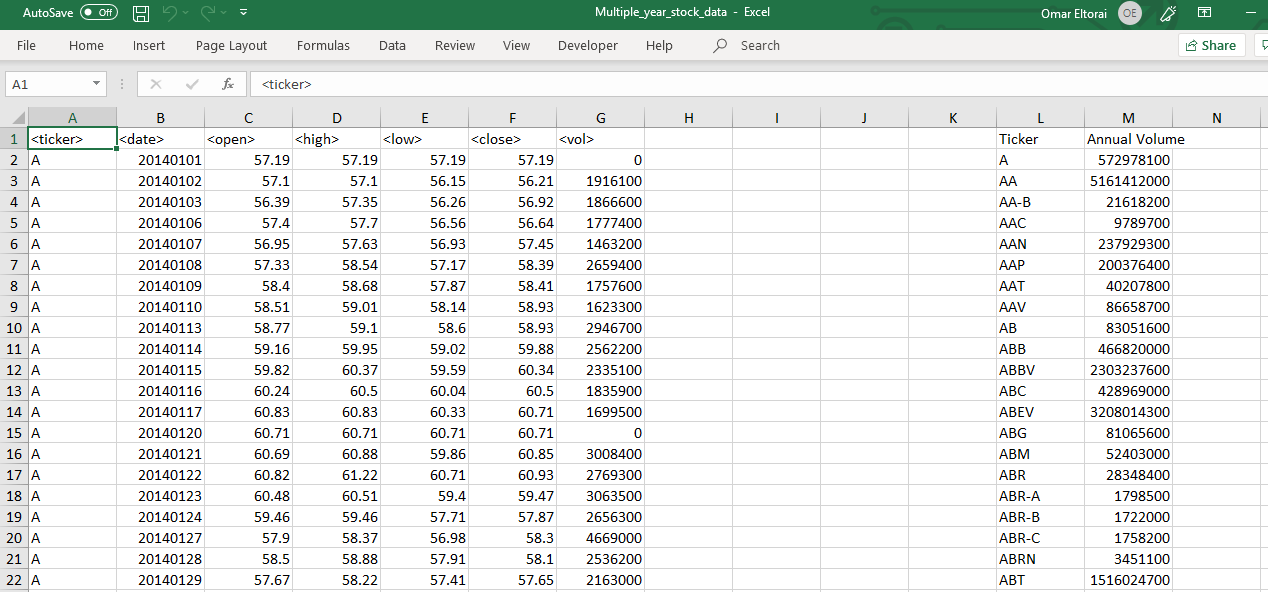 AutoSave Off Multiple_year_stock_data - Excel Omar Eltorai OE
File Home Insert Page Layout Formulas Data Review View Developer Help Search Share
A1 fx <ticker>
A B C D E F G H I J K L M N
1 <ticker> <date> <open> <high> <low> <close> <vol> Ticker Annual Volume
2 A 20140101 57.19 57.19 57.19 57.19 0 A 572978100
3 A 20140102 57.1 57.1 56.15 56.21 1916100 AA 5161412000
4 A 20140103 56.39 57.35 56.26 56.92 1866600 AA-B 21618200
5 A 20140106 57.4 57.7 56.56 56.64 1777400 AAC 9789700
6 A 20140107 56.95 57.63 56.93 57.45 1463200 AAN 237929300
7 A 20140108 57.33 58.54 57.17 58.39 2659400 AAP 200376400
8 A 20140109 58.4 58.68 57.87 58.41 1757600 AAT 40207800
9 A 20140110 58.51 59.01 58.14 58.93 1623300 AAV 86658700
10 A 20140113 58.77 59.1 58.6 58.93 2946700 AB 83051600
11 A 20140114 59.16 59.95 59.02 59.88 2562200 ABB 466820000
12 A 20140115 59.82 60.37 59.59 60.34 2335100 ABBV 2303237600
13 A 20140116 60.24 60.5 60.04 60.5 1835900 ABC 428969000
14 A 20140117 60.83 60.83 60.33 60.71 1699500 ABEV 3208014300
15 A 20140120 60.71 60.71 60.71 60.71 0 ABG 81065600
16 A 20140121 60.69 60.88 59.86 60.85 3008400 ABM 52403000
17 A 20140122 60.82 61.22 60.71 60.93 2769300 ABR 28348400
18 A 20140123 60.48 60.51 59.4 59.47 3063500 ABR-A 1798500
19 A 20140124 59.46 59.46 57.71 57.87 2656300 ABR-B 1722000
20 A 20140127 57.9 58.37 56.98 58.3 4669000 ABR-C 1758200
21 A 20140128 58.5 58.88 57.91 58.1 2536200 ABRN 3451100
22 A 20140129 57.67 58.22 57.41 57.65 2163000 ABT 1516024700